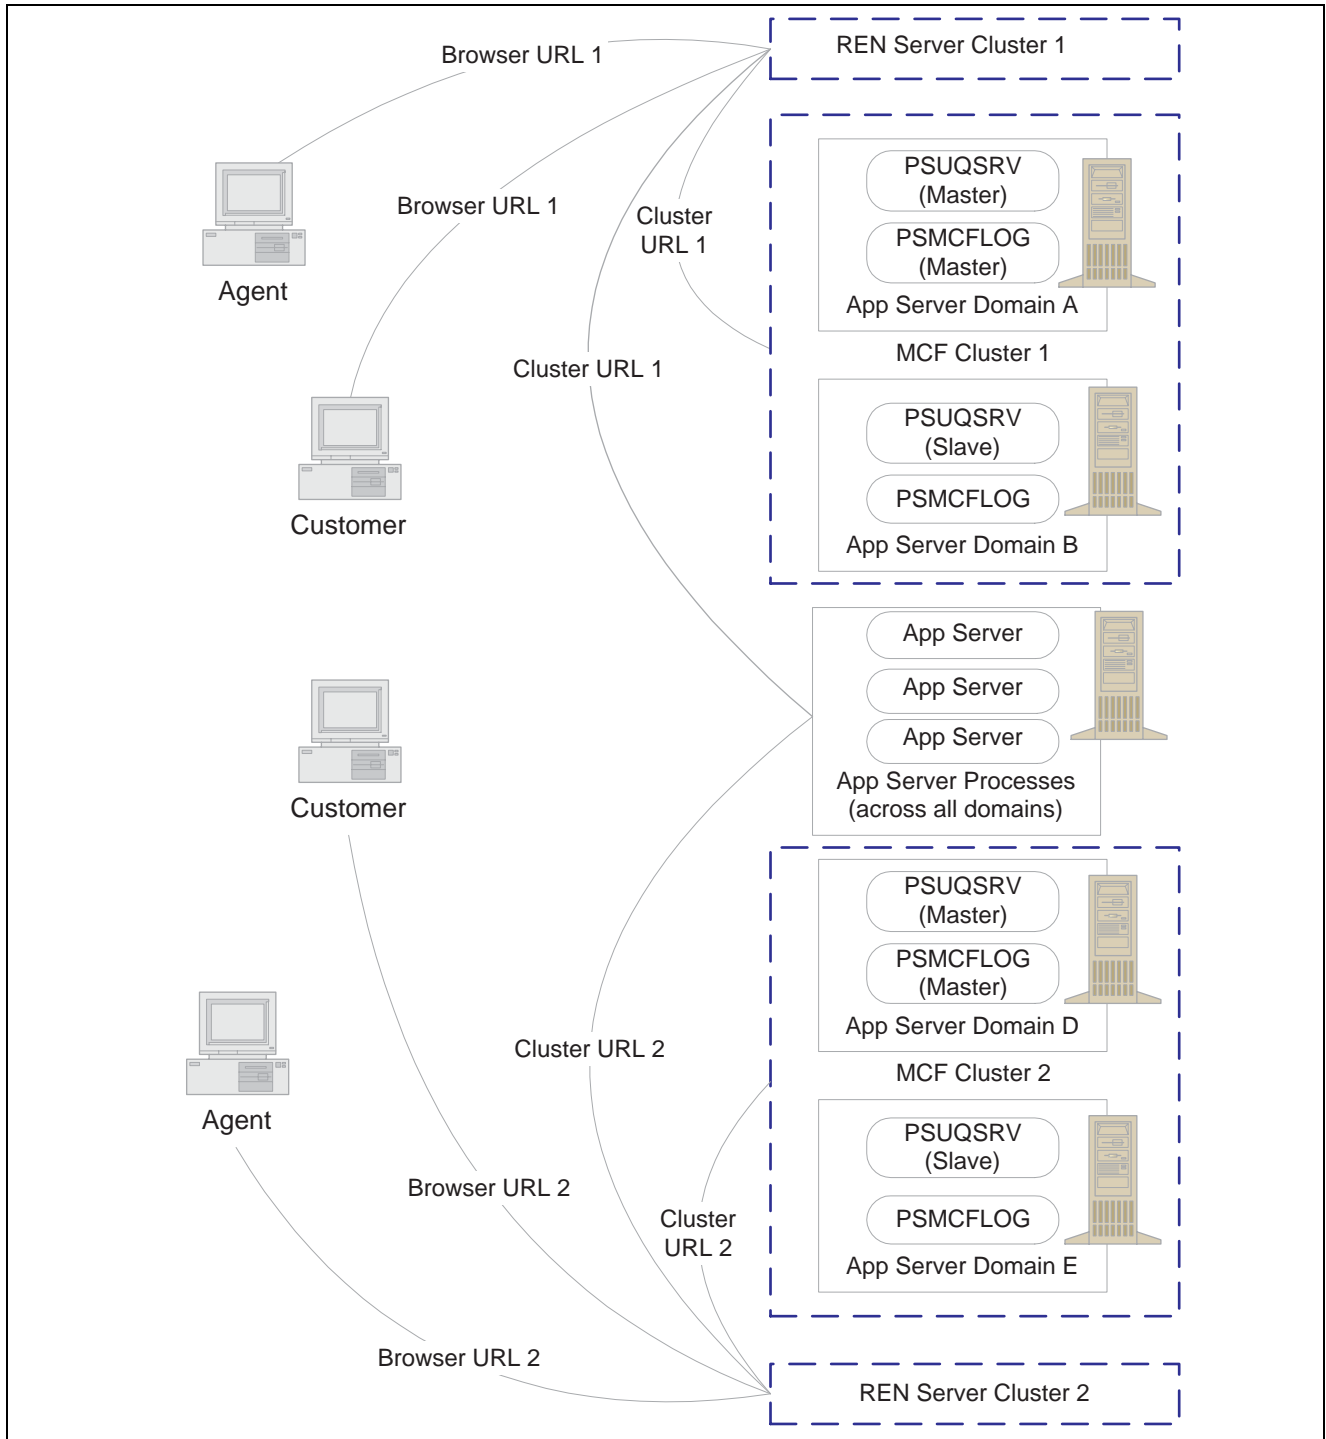 Browser URL 1
REN Server Cluster 1
PSUQSRV
(Master)
Browser URL 1
Cluster
URL 1
PSMCFLOG
(Master)
Agent
App Server Domain A
MCF Cluster 1
Cluster URL 1
PSUQSRV
(Slave)
PSMCFLOG
Customer
App Server Domain B
App Server
App Server
App Server
App Server Processes
(across all domains)
Customer
PSUQSRV
(Master)
PSMCFLOG
(Master)
App Server Domain D
Cluster URL 2
MCF Cluster 2
Agent
PSUQSRV
(Slave)
Browser URL 2
Cluster
URL 2
PSMCFLOG
App Server Domain E
Browser URL 2
REN Server Cluster 2